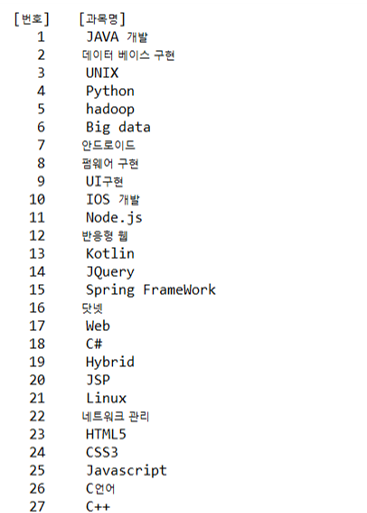 [번호] [과목명]
1 JAVA 개발
2 데이터 베이스 구현
3 UNIX
4 Python
5 hadoop
6 Big data
7 안드로이드
8 펌웨어 구현
9 UI구현
10 IOS 개발
11 Node.js
12 반응형 웹
13 Kotlin
14 JQuery
15 Spring FrameWork
16 닷넷
17 Web
18 C#
19 Hybrid
20 JSP
21 Linux
22 네트워크 관리
23 HTML5
24 CSS3
25 Javascript
26 C언어
27 C++